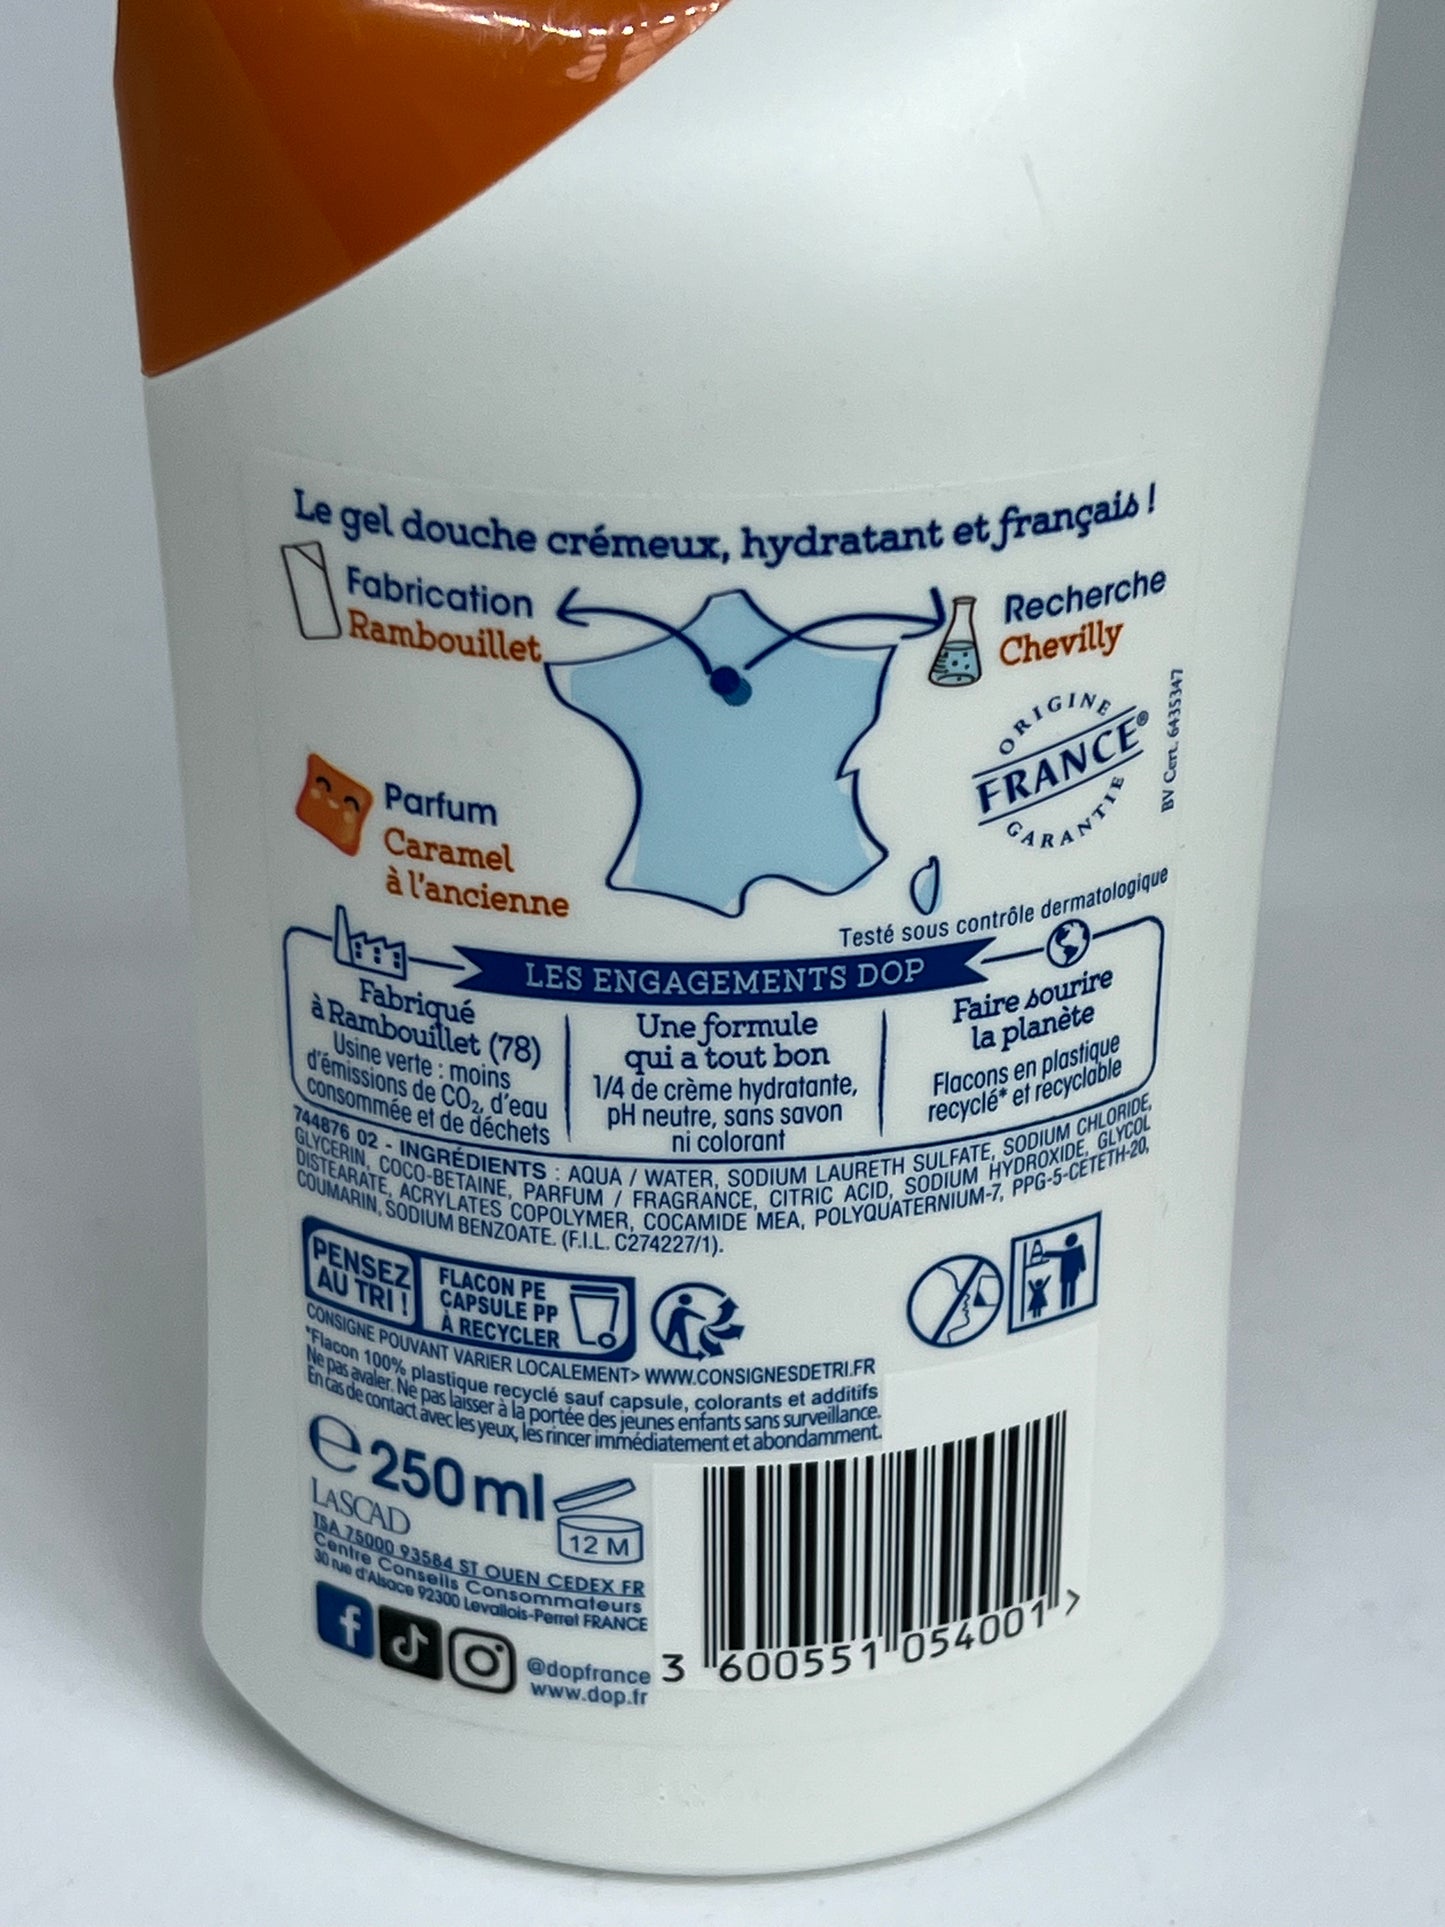 Le gel douche crémeux, hydratant et français !
Fabrication
Rambouillet
Recherche
Chevilly
ORIGINE
FRANCE®
GARANTIE
BV Cert. 6435347
Parfum
Caramel
à l'ancienne
Testé sous contrôle dermatologique
LES ENGAGEMENTS DOP
Fabriqué
à Rambouillet (78)
Usine verte : moins
d'émissions de CO₂, d'eau
consommée et de déchets
Une formule
qui a tout bon
1/4 de crème hydratante,
pH neutre, sans savon
ni colorant
Faire sourire
la planète
Flacons en plastique
recyclé* et recyclable
744876 02 - INGRÉDIENTS : AQUA / WATER, SODIUM LAURETH SULFATE, SODIUM CHLORIDE,
GLYCERIN, COCO-BETAINE, PARFUM / FRAGRANCE, CITRIC ACID, SODIUM HYDROXIDE, GLYCOL
DISTEARATE, ACRYLATES COPOLYMER, COCAMIDE MEA, POLYQUATERNIUM-7, PPG-5-CETETH-20,
COUMARIN, SODIUM BENZOATE. (F.I.L. C274227/1).
PENSEZ
AU TRI !
FLACON PE
CAPSULE PP
À RECYCLER
CONSIGNE POUVANT VARIER LOCALEMENT> WWW.CONSIGNESDETRI.FR
*Flacon 100% plastique recyclé sauf capsule, colorants et additifs
Ne pas avaler. Ne pas laisser à la portée des jeunes enfants sans surveillance.
En cas de contact avec les yeux, les rincer immédiatement et abondamment.
℮ 250 ml
12 M
LASCAD
TSA 75000 93584 ST OUEN CEDEX FR
Centre Conseils Consommateurs
30 rue d'Alsace 92300 Levallois-Perret FRANCE
@dopfrance
www.dop.fr
3 600551 054001 >